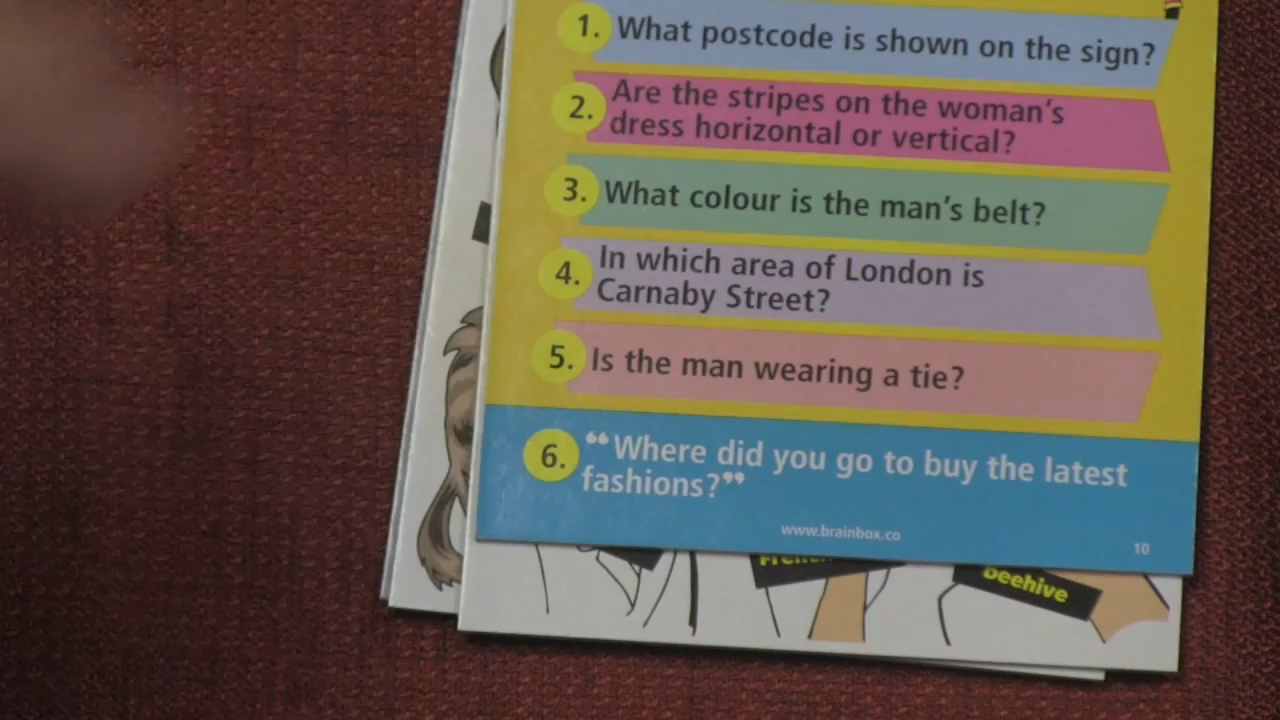 1. What postcode is shown on the sign?
2. Are the stripes on the woman's
dress horizontal or vertical?
3. What colour is the man's belt?
4. In which area of London is
Carnaby Street?
5. Is the man wearing a tie?
6. “Where did you go to buy the latest
fashions?”
www.brainbox.co
10
beehive